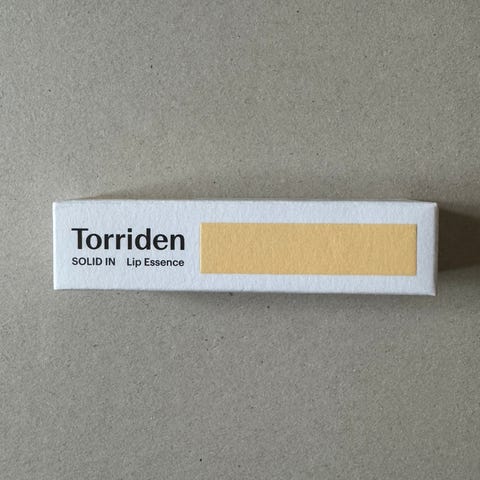 Torriden
SOLID IN Lip Essence